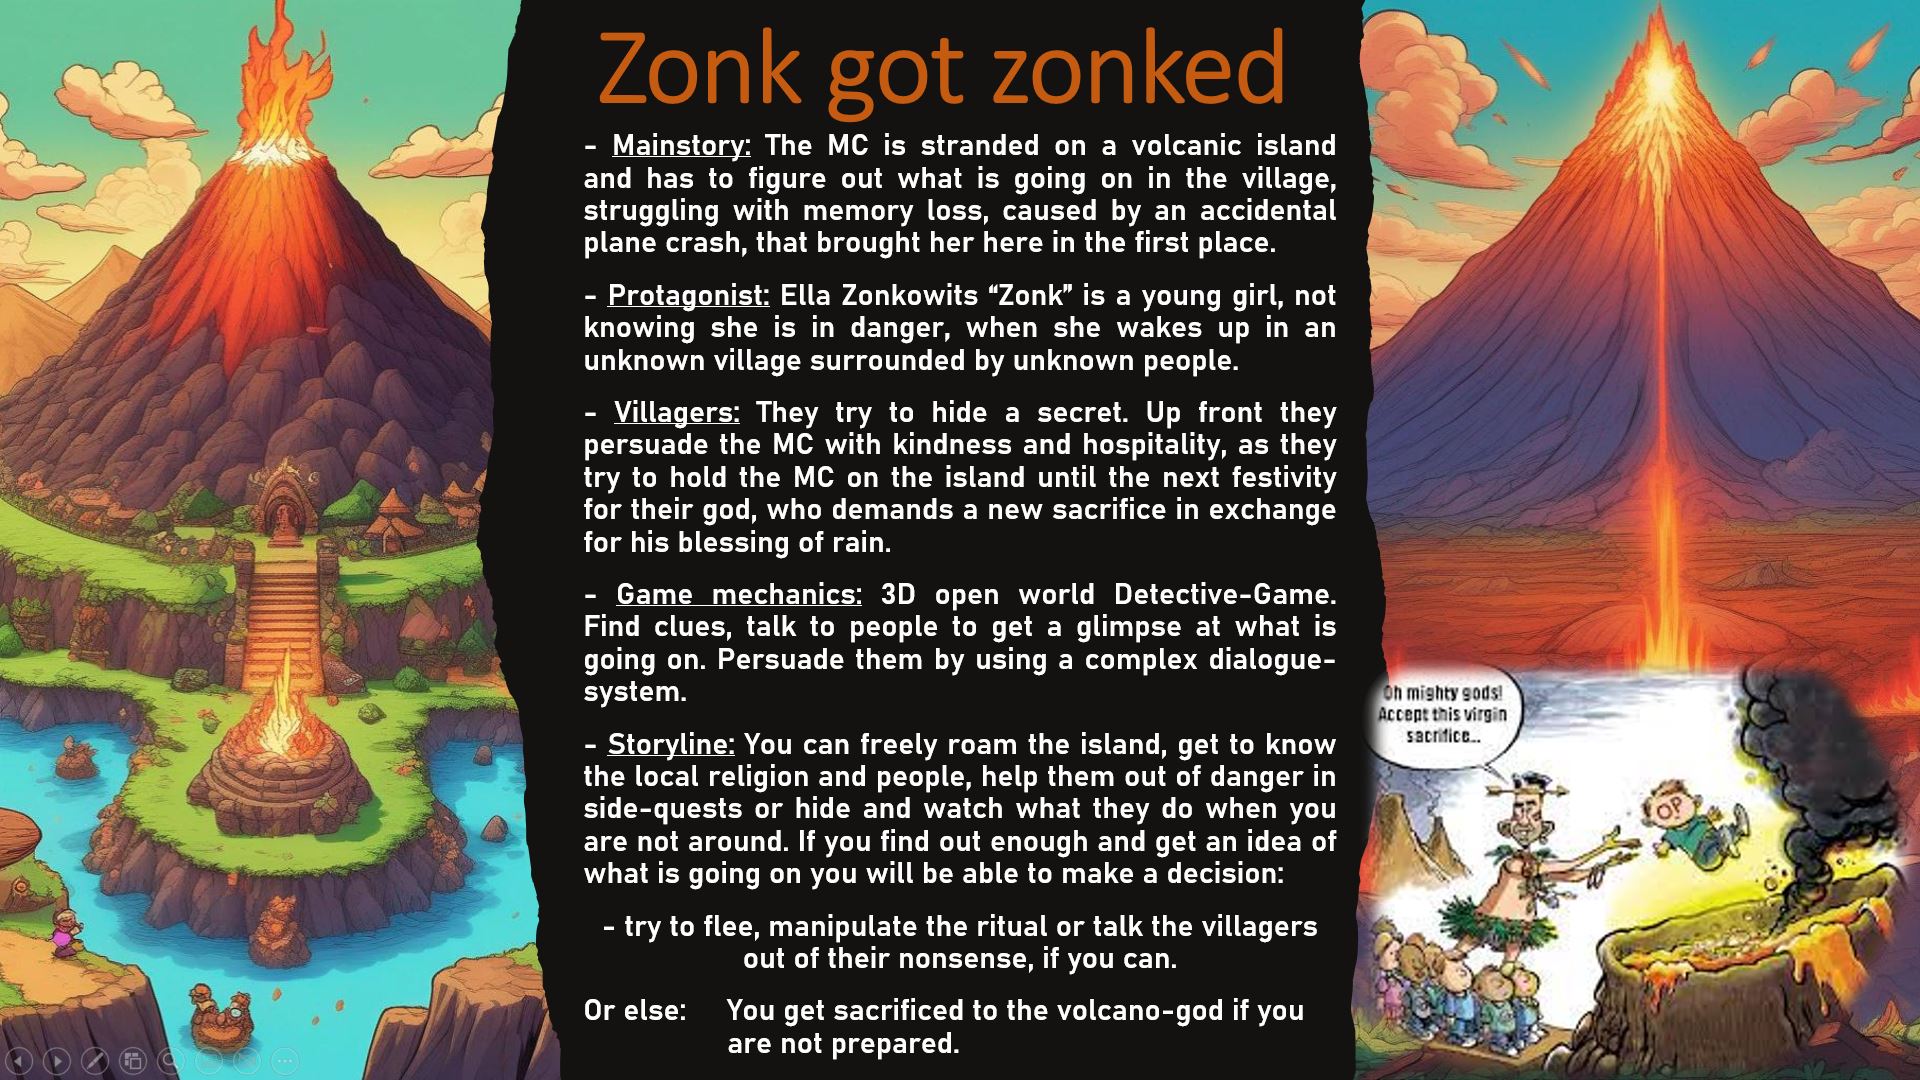 Zonk got zonked
- Mainstory: The MC is stranded on a volcanic island
and has to figure out what is going on in the village,
struggling with memory loss, caused by an accidental
plane crash, that brought her here in the first place.
- Protagonist: Ella Zonkowits “Zonk” is a young girl, not
knowing she is in danger, when she wakes up in an
unknown village surrounded by unknown people.
- Villagers: They try to hide a secret. Up front they
persuade the MC with kindness and hospitality, as they
try to hold the MC on the island until the next festivity
for their god, who demands a new sacrifice in exchange
for his blessing of rain.
- Game mechanics: 3D open world Detective-Game.
Find clues, talk to people to get a glimpse at what is
going on. Persuade them by using a complex dialogue-
system.
- Storyline: You can freely roam the island, get to know
the local religion and people, help them out of danger in
side-quests or hide and watch what they do when you
are not around. If you find out enough and get an idea of
what is going on you will be able to make a decision:
- try to flee, manipulate the ritual or talk the villagers
out of their nonsense, if you can.
Or else: You get sacrificed to the volcano-god if you
are not prepared.
Oh mighty gods!
Accept this virgin
sacrifice...